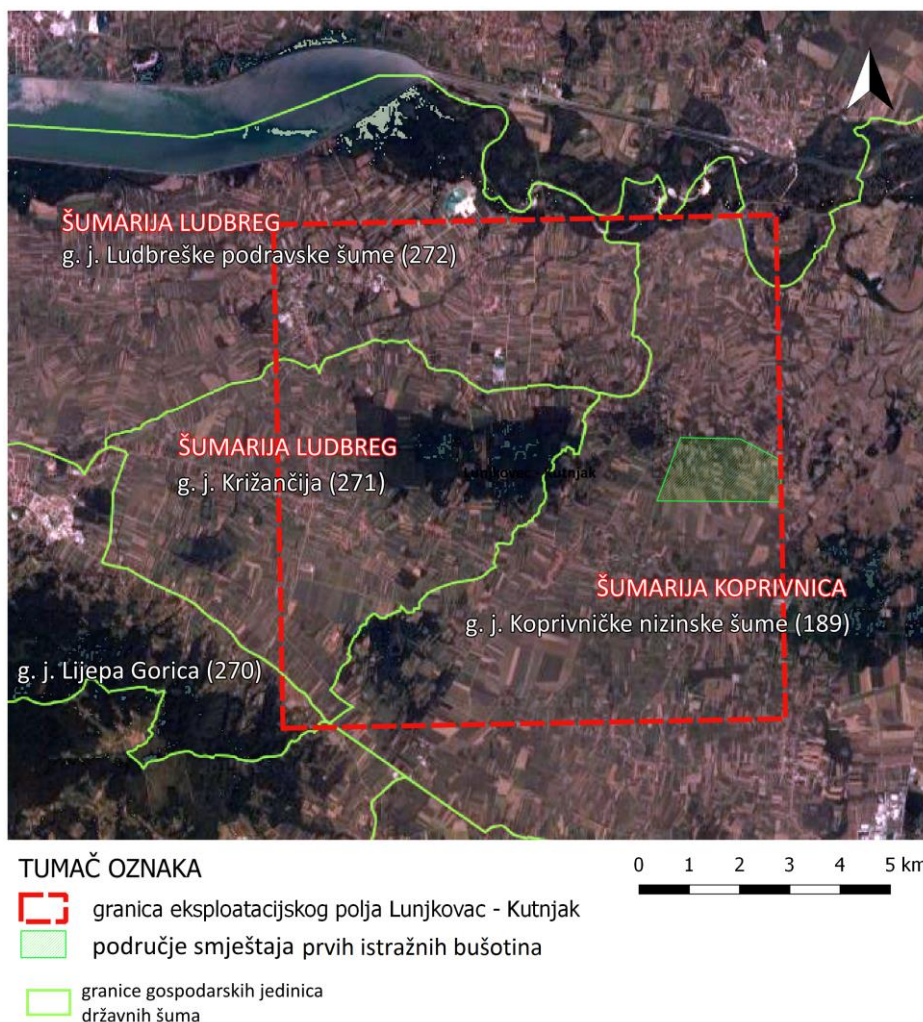 ŠUMARIJA LUDBREG
g. j. Ludbreške podravske šume (272)
ŠUMARIJA LUDBREG
g. j. Križančija (271)
Lunjkovac - Kutnjak
ŠUMARIJA KOPRIVNICA
g. j. Koprivničke nizinske šume (189)
g. j. Lijepa Gorica (270)
TUMAČ OZNAKA
0 1 2 3 4 5 km
granica eksploatacijskog polja Lunjkovac - Kutnjak
područje smještaja prvih istražnih bušotina
granice gospodarskih jedinica
državnih šuma